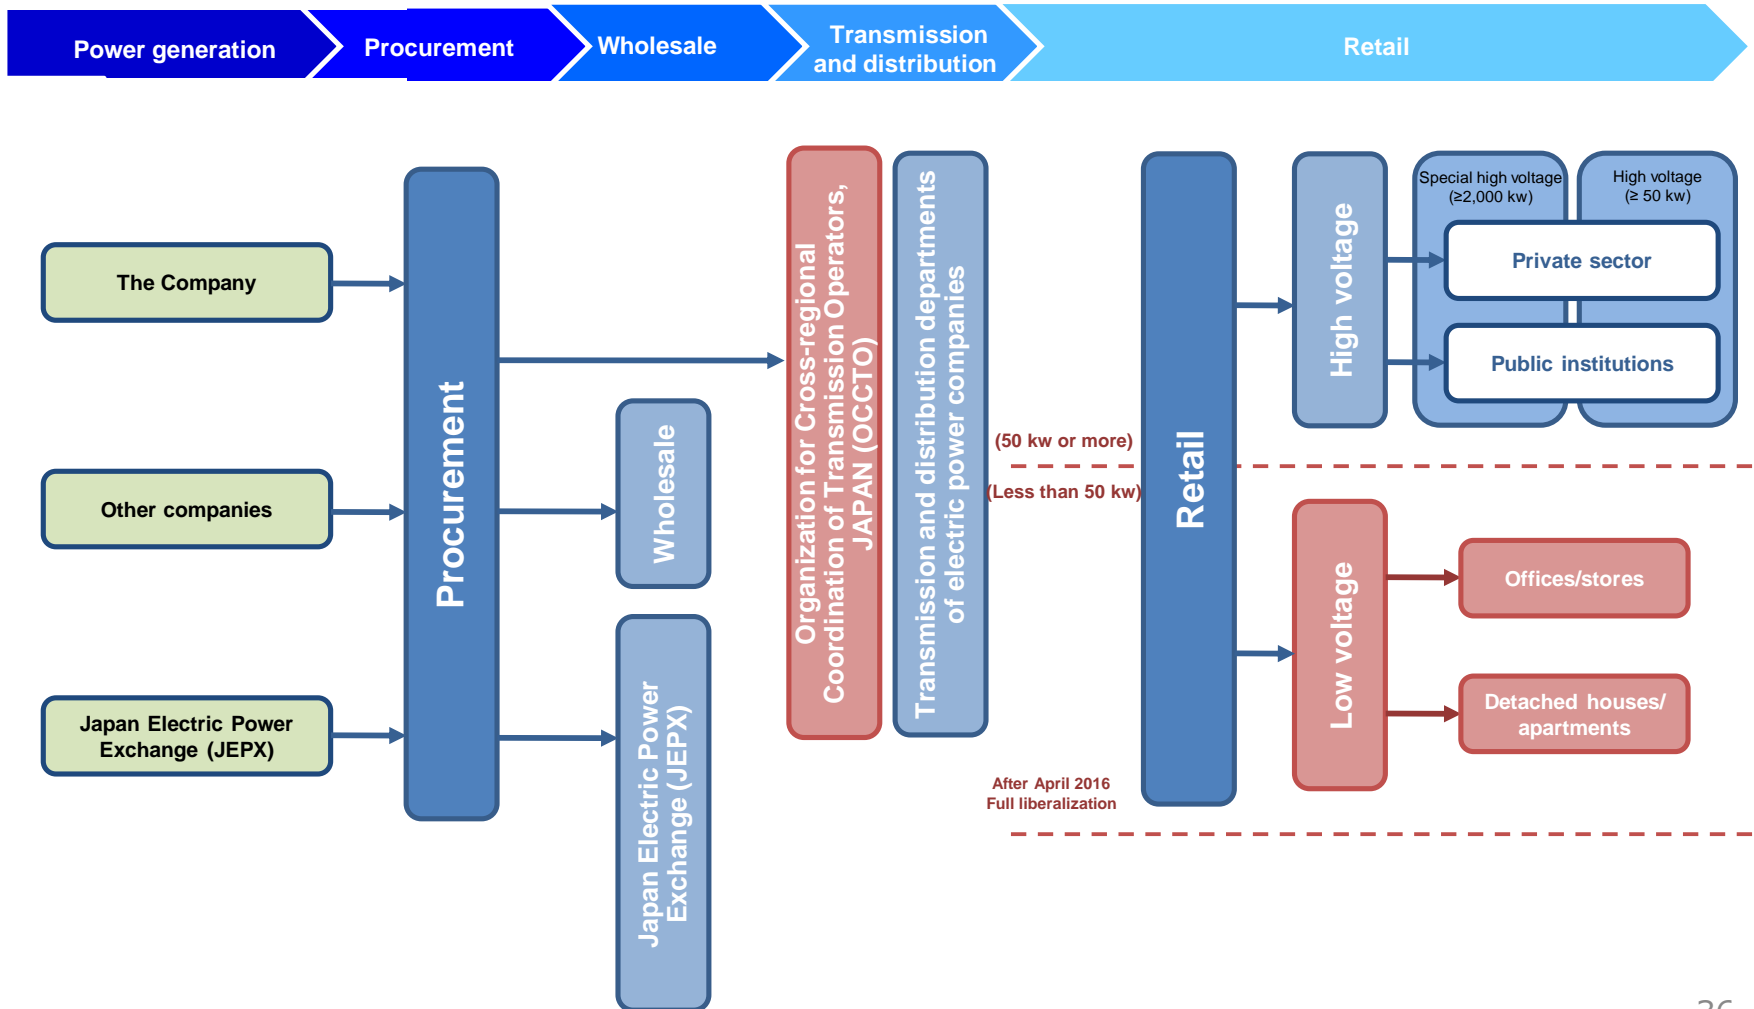 Power generation
Procurement
Wholesale
Transmission
and distribution
Retail
The Company
Other companies
Japan Electric Power
Exchange (JEPX)
Procurement
Wholesale
Japan Electric Power
Exchange (JEPX)
Organization for Cross-regional
Coordination of Transmission Operators,
JAPAN (OCCTO)
Transmission and distribution departments
of electric power companies
(50 kw or more)
(Less than 50 kw)
After April 2016
Full liberalization
Retail
High voltage
Special high voltage
(≥2,000 kw)
High voltage
(≥ 50 kw)
Private sector
Public institutions
Low voltage
Offices/stores
Detached houses/
apartments